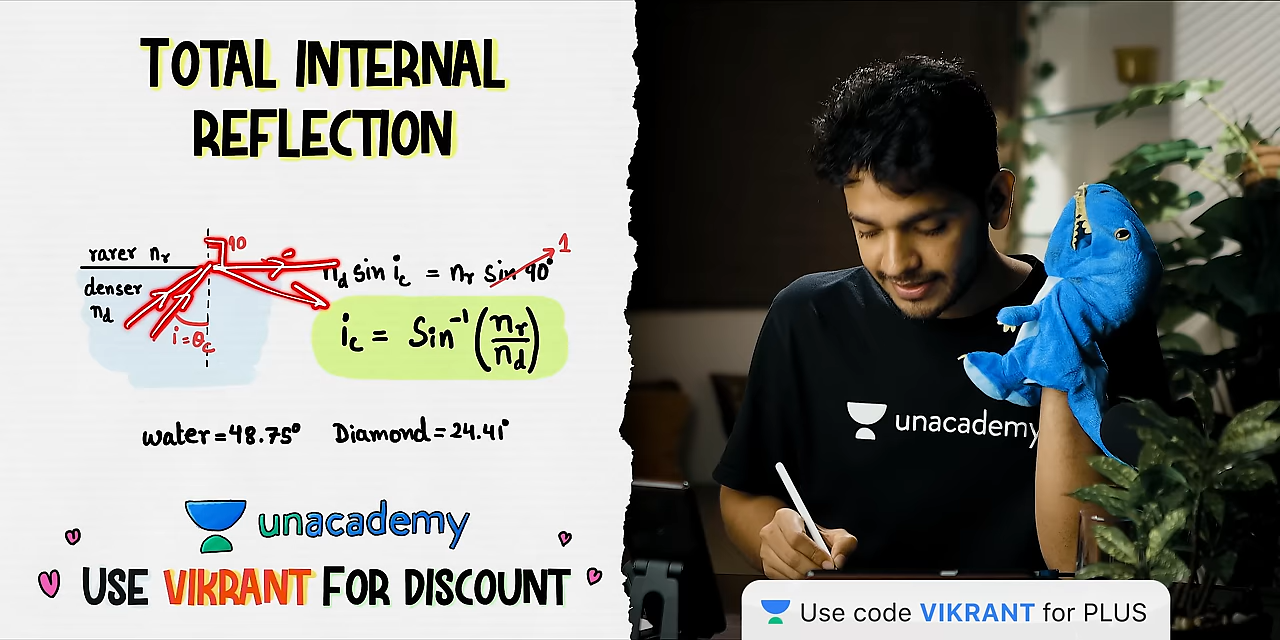 TOTAL INTERNAL
REFLECTION
rarer nr
90
denser
nd
i=θc
nd sin ic = nr sin 90° 1
ic = Sin⁻¹(nr/nd)
water=48.75° Diamond=24.41°
unacademy
USE VIKRANT FOR DISCOUNT
unacademy
Use code VIKRANT for PLUS